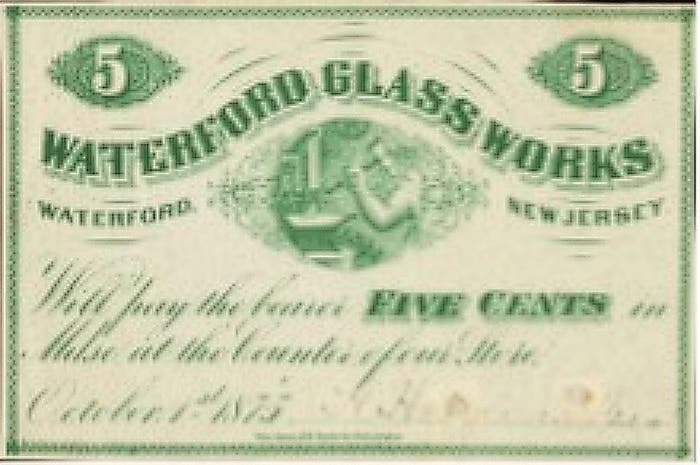 5 5
WATERFORD GLASS WORKS
WATERFORD, NEW JERSEY
Will pay the bearer FIVE CENTS in
Mdse at the Counter of our Store.
October 1st 1875